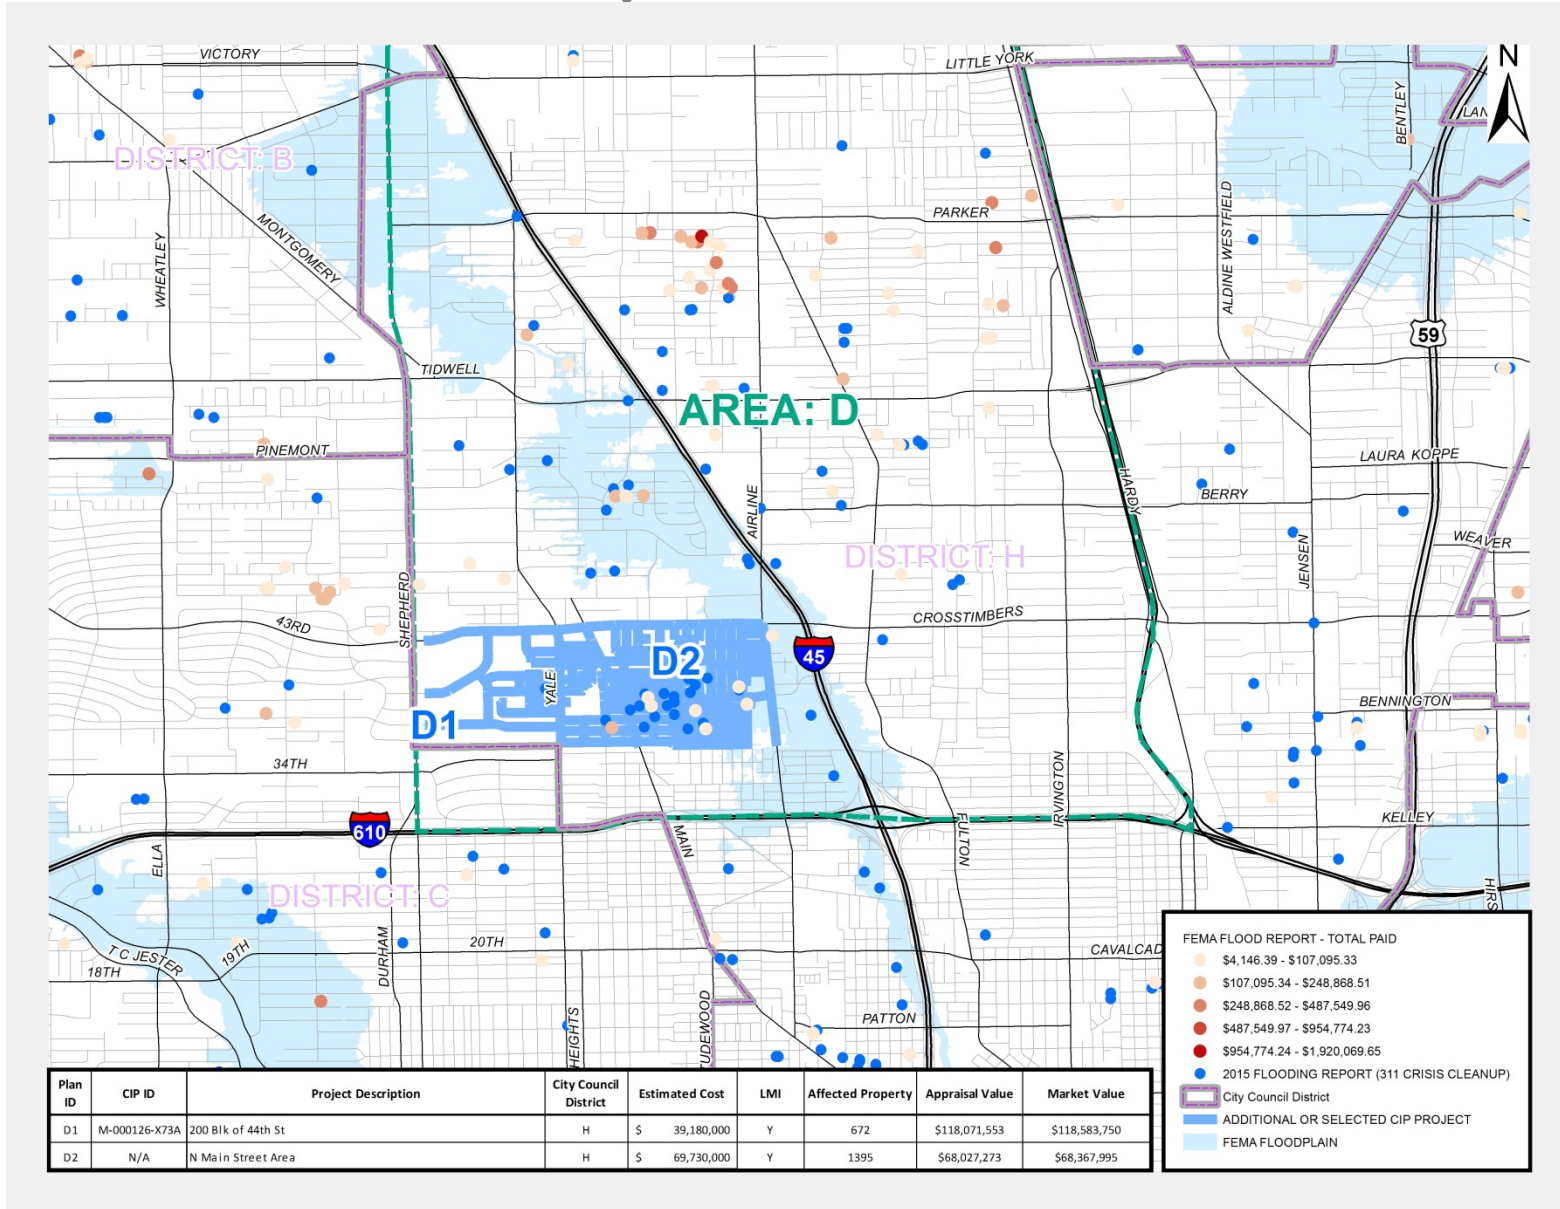 VICTORY
LITTLE YORK
N
BENTLEY
LAN
DISTRICT: B
MONTGOMERY
WHEATLEY
PARKER
ALDINE WESTFIELD
59
TIDWELL
AREA: D
PINEMONT
LAURA KOPPE
HARDY
BERRY
AIRLINE
WEAVER
DISTRICT: H
JENSEN
SHEPHERD
43RD
CROSSTIMBERS
D2
45
YALE
D1
BENNINGTON
34TH
IRVINGTON
610
MAIN
FULTON
KELLEY
ELLA
DISTRICT: C
HIRS
DURHAM
20TH
19TH
T C JESTER
18TH
CAVALCAD
HEIGHTS
UDEWOOD
PATTON
FEMA FLOOD REPORT - TOTAL PAID
$4,146.39 - $107,095.33
$107,095.34 - $248,868.51
$248,868.52 - $487,549.96
$487,549.97 - $954,774.23
$954,774.24 - $1,920,069.65
2015 FLOODING REPORT (311 CRISIS CLEANUP)
City Council District
ADDITIONAL OR SELECTED CIP PROJECT
FEMA FLOODPLAIN
Plan ID CIP ID Project Description City Council District Estimated Cost LMI Affected Property Appraisal Value Market Value
D1 M-000126-X73A 200 Blk of 44th St H $ 39,180,000 Y 672 $118,071,553 $118,583,750
D2 N/A N Main Street Area H $ 69,730,000 Y 1395 $68,027,273 $68,367,995